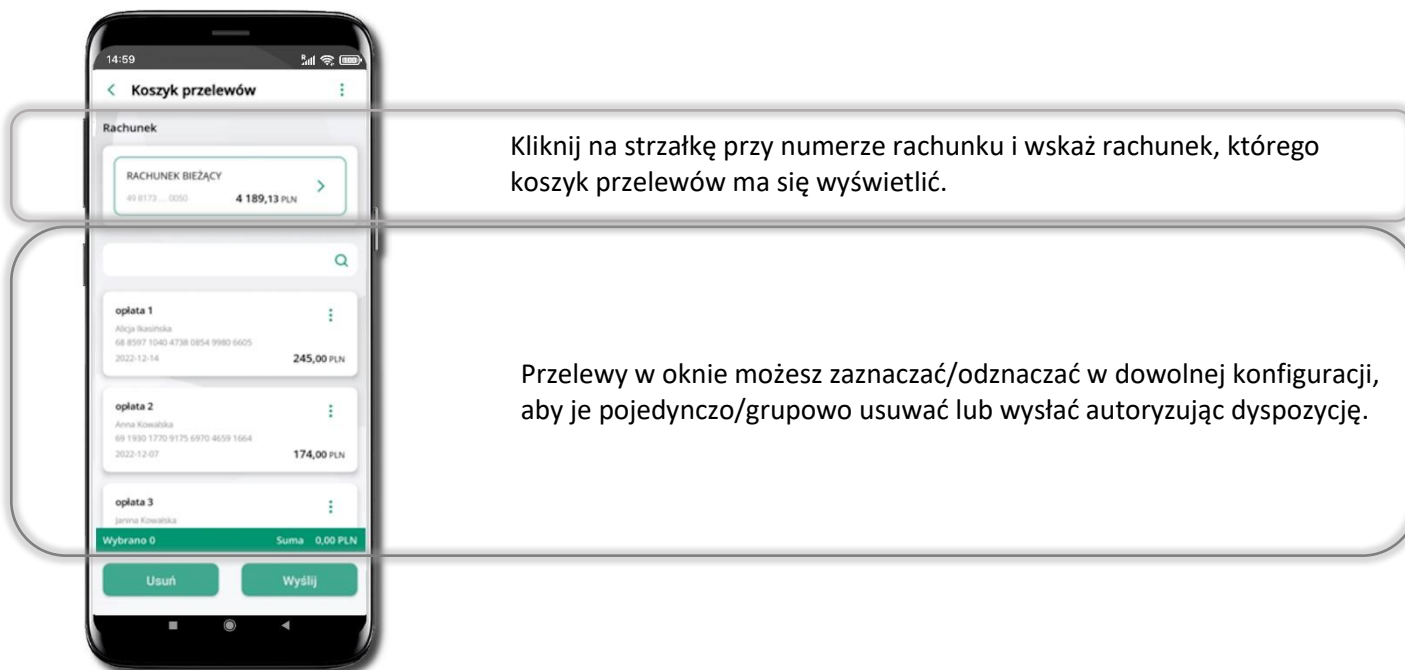 14:59
Koszyk przelewów
Rachunek
RACHUNEK BIEŻĄCY
49 8173 ... 0050 4 189,13 PLN
Kliknij na strzałkę przy numerze rachunku i wskaż rachunek, którego
koszyk przelewów ma się wyświetlić.
opłata 1
Alicja Ikasińska
68 8597 1040 4738 0854 9980 6605
2022-12-14 245,00 PLN
opłata 2
Anna Kowalska
69 1930 1770 9175 6970 4659 1664
2022-12-07 174,00 PLN
opłata 3
Janina Kowalska
Przelewy w oknie możesz zaznaczać/odznaczać w dowolnej konfiguracji,
aby je pojedynczo/grupowo usuwać lub wysłać autoryzując dyspozycję.
Wybrano 0 Suma 0,00 PLN
Usuń Wyślij